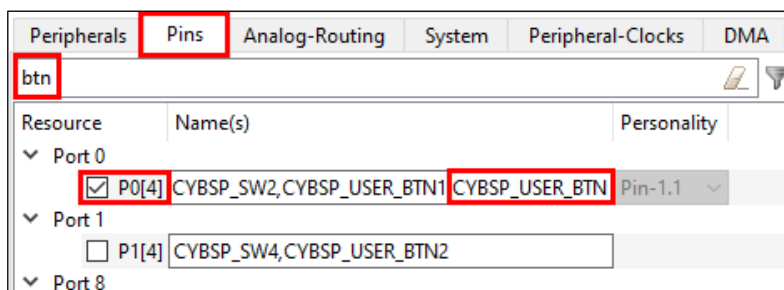 Peripherals Pins Analog-Routing System Peripheral-Clocks DMA
btn
Resource Name(s) Personality
Port 0
P0[4] CYBSP_SW2,CYBSP_USER_BTN1 CYBSP_USER_BTN Pin-1.1
Port 1
P1[4] CYBSP_SW4,CYBSP_USER_BTN2
Port 8